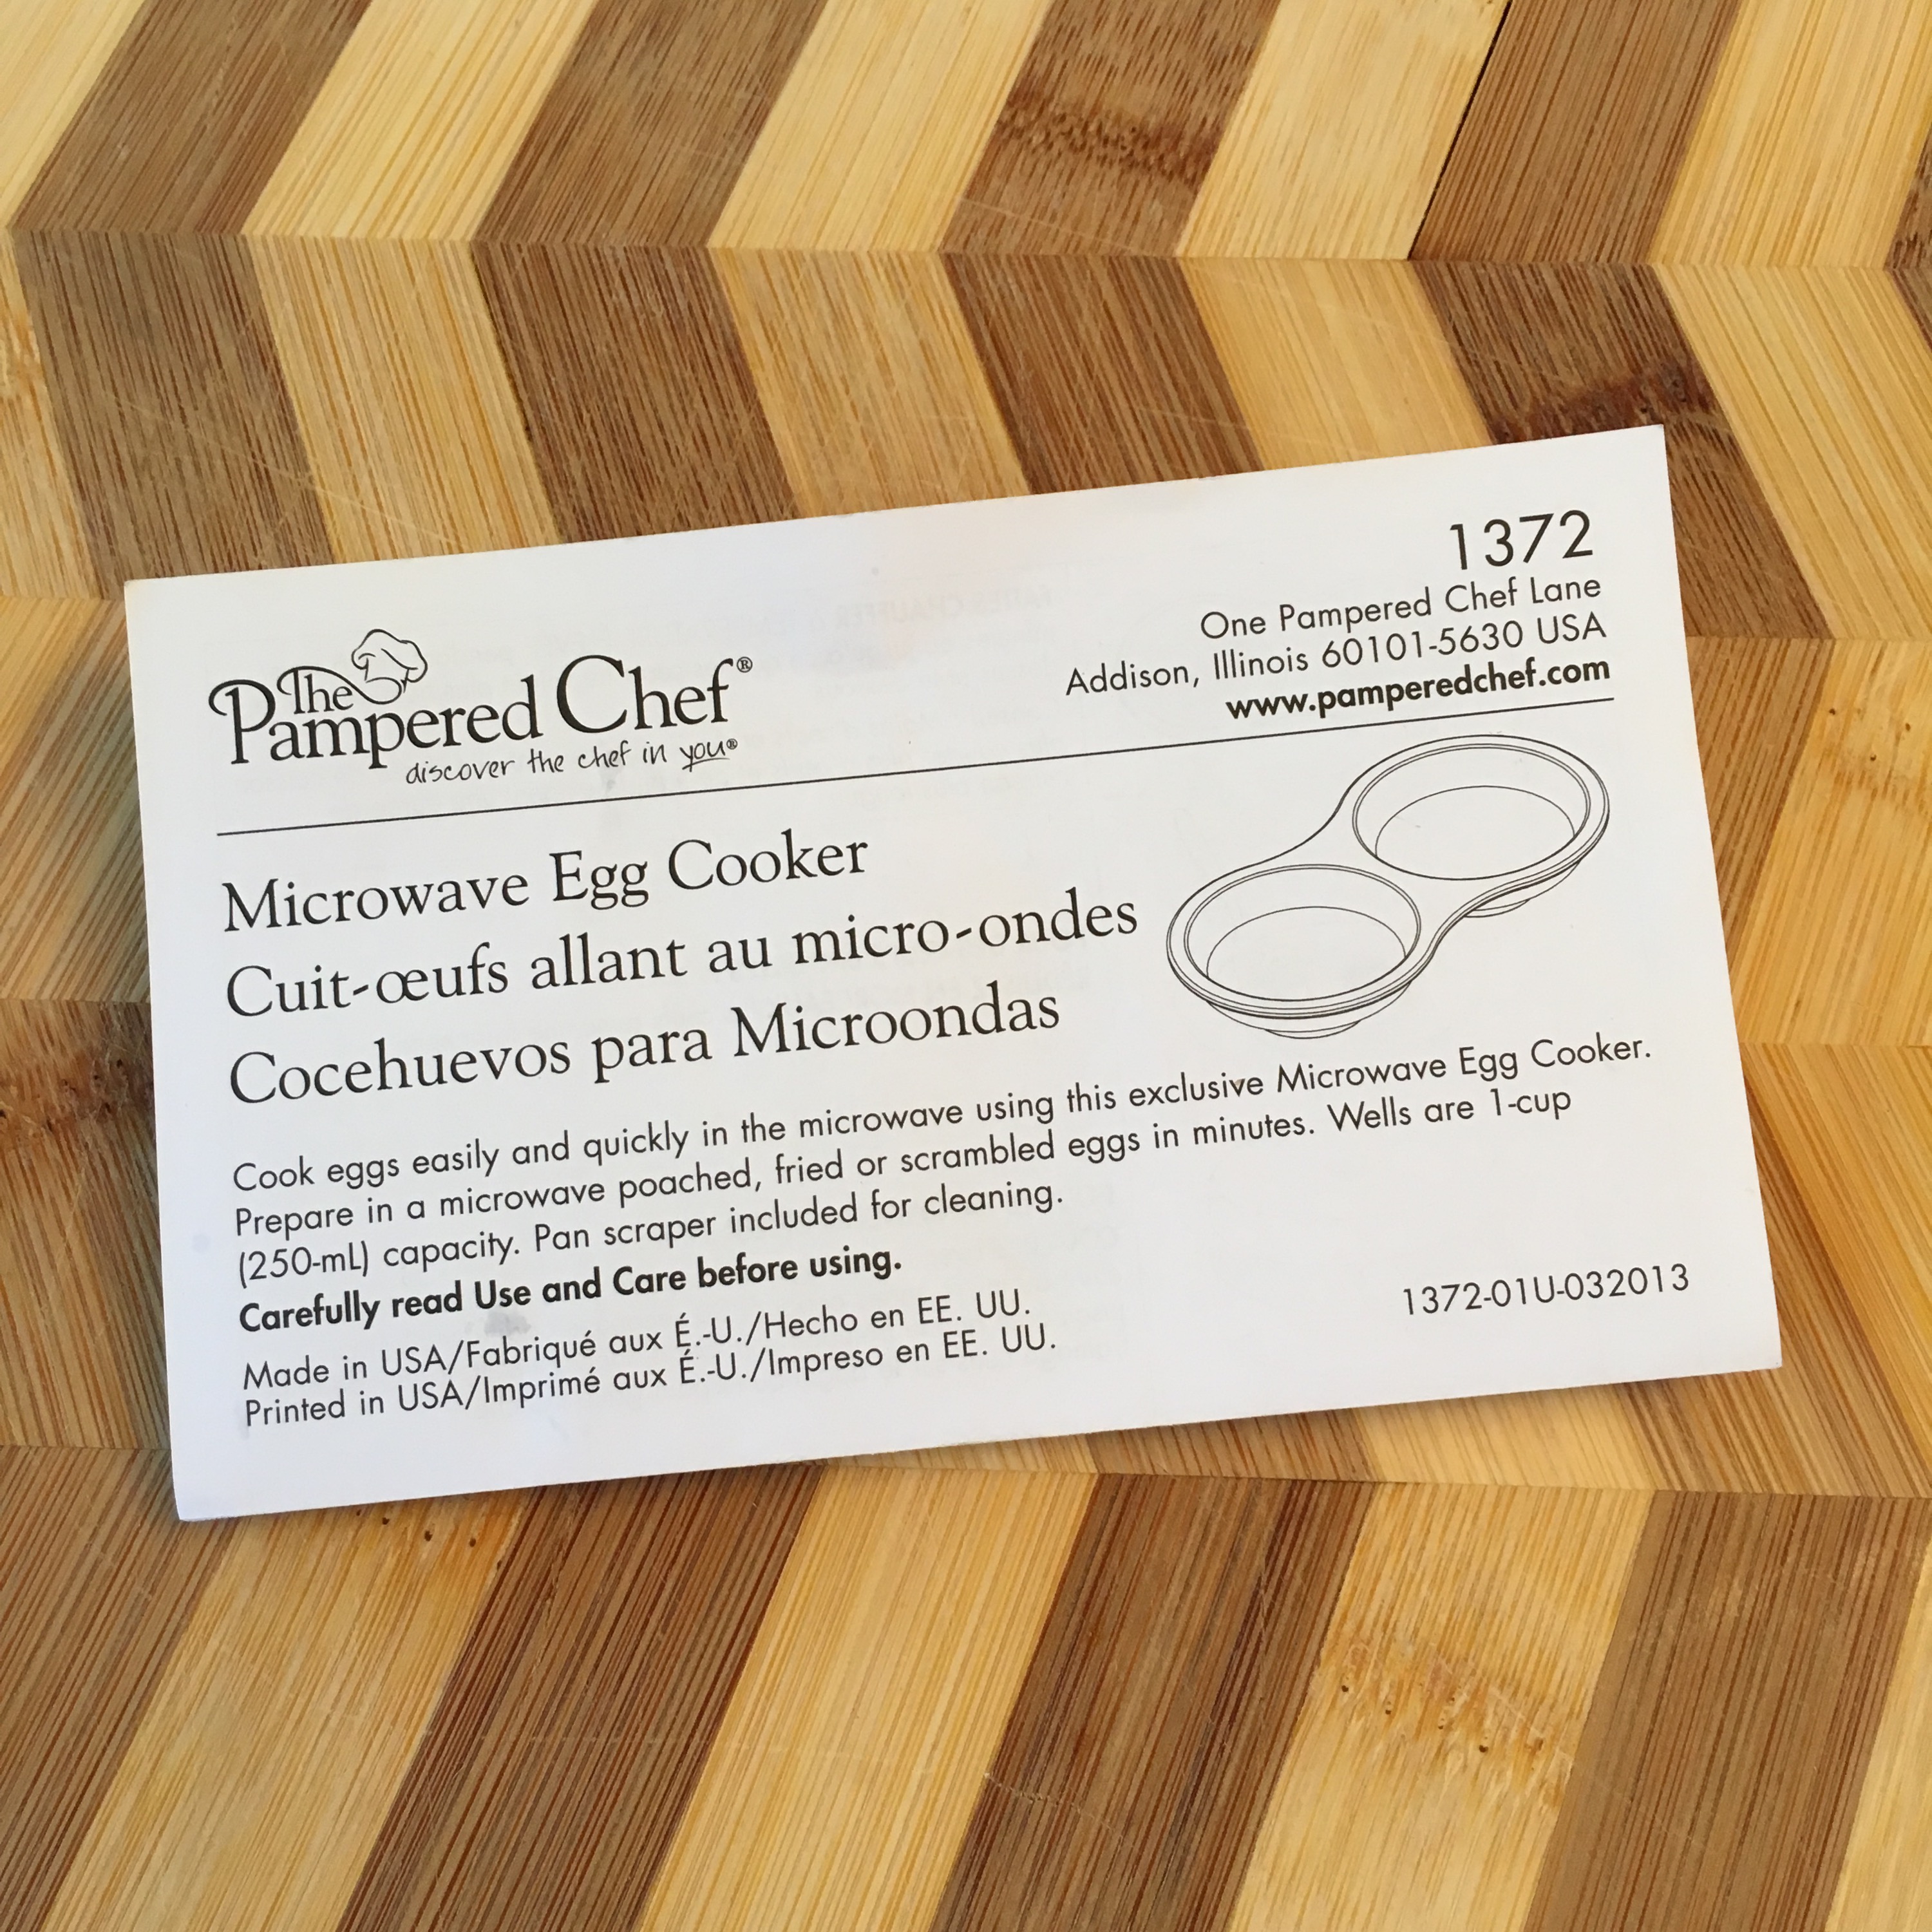 The
Pampered Chef®
discover the chef in you®
1372
One Pampered Chef Lane
Addison, Illinois 60101-5630 USA
www.pamperedchef.com
Microwave Egg Cooker
Cuit-œufs allant au micro-ondes
Cocehuevos para Microondas
Cook eggs easily and quickly in the microwave using this exclusive Microwave Egg Cooker.
Prepare in a microwave poached, fried or scrambled eggs in minutes. Wells are 1-cup
(250-mL) capacity. Pan scraper included for cleaning.
Carefully read Use and Care before using.
Made in USA/Fabriqué aux É.-U./Hecho en EE. UU.
Printed in USA/Imprimé aux É.-U./Impreso en EE. UU.
1372-01U-032013